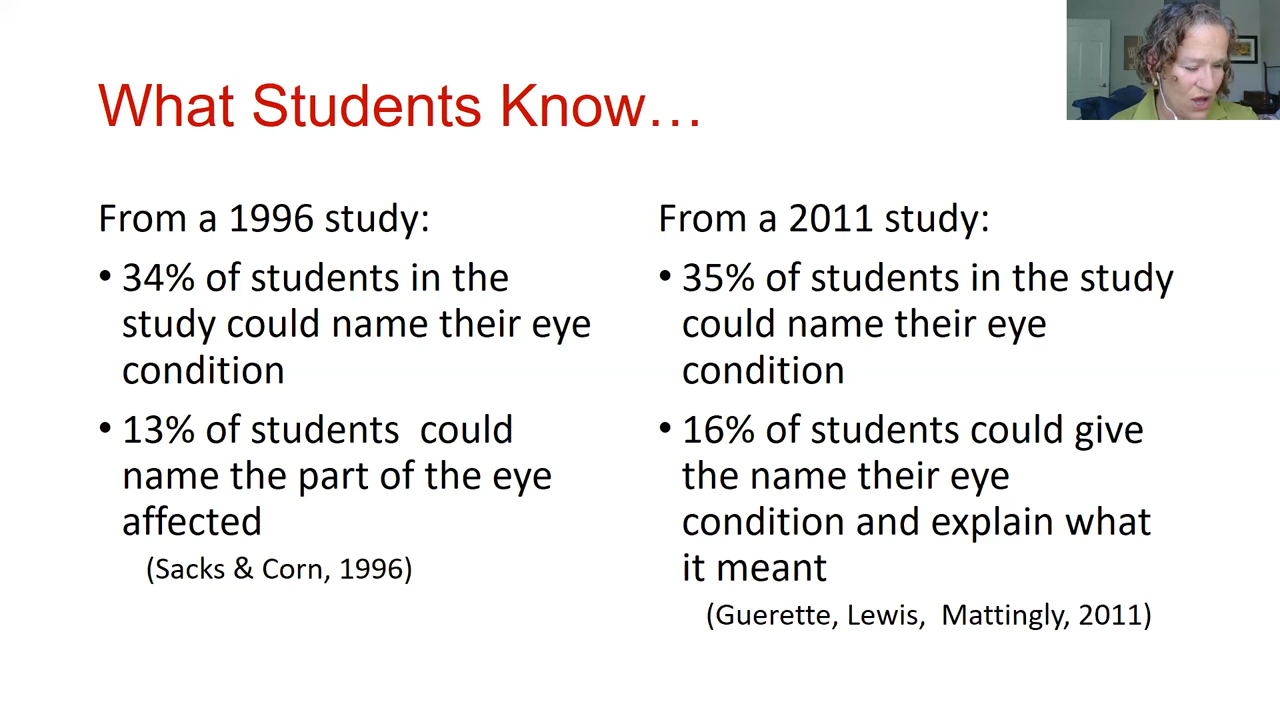 What Students Know…
From a 1996 study:
• 34% of students in the
study could name their eye
condition
• 13% of students  could
name the part of the eye
affected
(Sacks & Corn, 1996)
From a 2011 study:
• 35% of students in the study
could name their eye
condition
• 16% of students could give
the name their eye
condition and explain what
it meant
(Guerette, Lewis,  Mattingly, 2011)